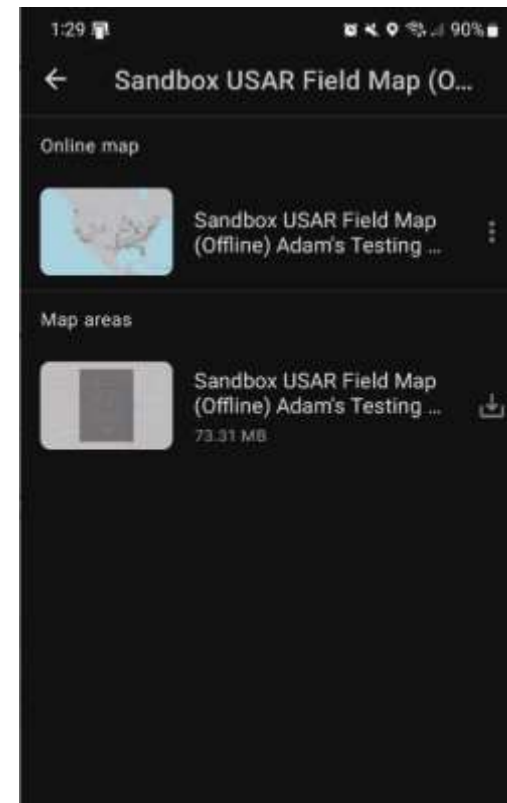 1:29 90%
Sandbox USAR Field Map (O...
Online map
Sandbox USAR Field Map
(Offline) Adam's Testing ...
Map areas
Sandbox USAR Field Map
(Offline) Adam's Testing ...
73.31 MB